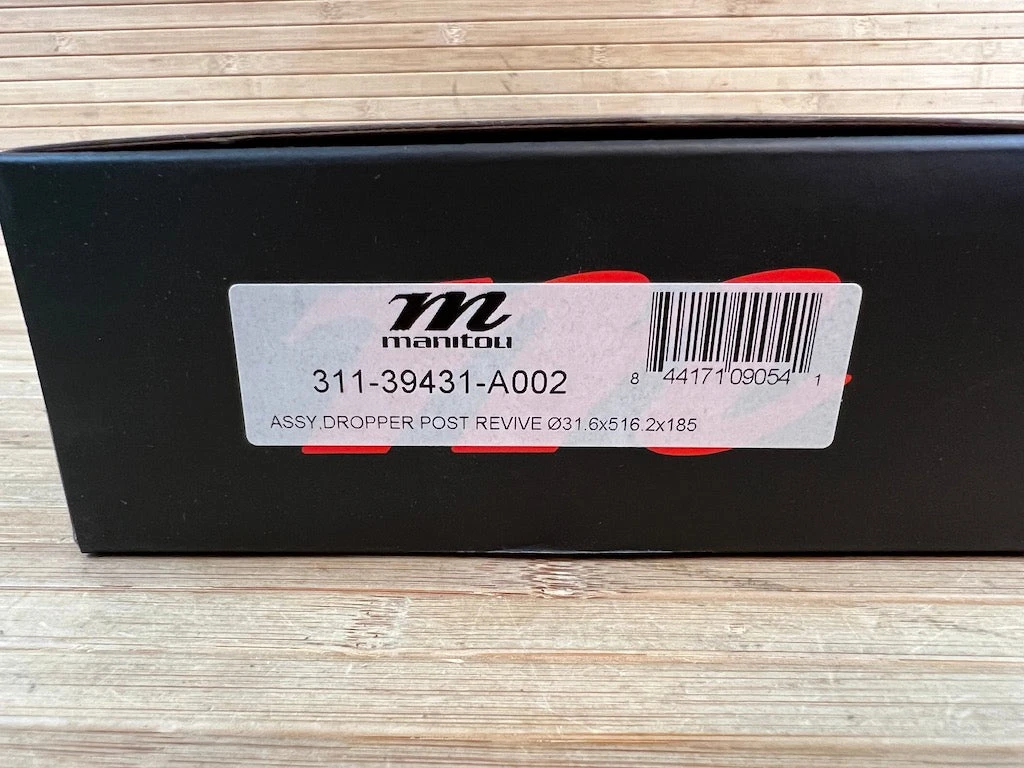 m
manitou
311-39431-A002
8 44171 09054 1
ASSY,DROPPER POST REVIVE Ø31.6x516.2x185